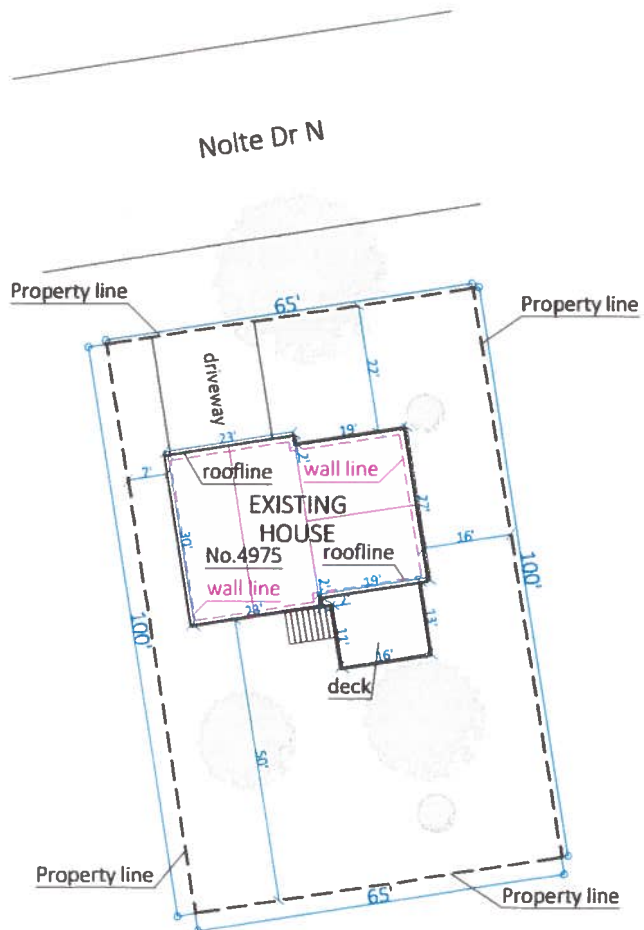 Nolte Dr N
Property line
65'
Property line
driveway
22'
23'
19'
7'
roofline
2'
wall line
EXISTING
HOUSE
27'
30'
No.4975
roofline
16'
wall line
2'
19'
100'
100'
2'
13'
16'
deck
50'
Property line
65'
Property line